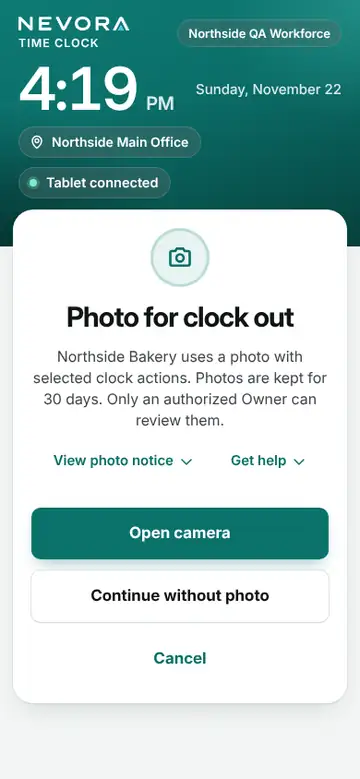 NEVORA
TIME CLOCK
Northside QA Workforce
4:19 PM
Sunday, November 22
Northside Main Office
Tablet connected
Photo for clock out
Northside Bakery uses a photo with
selected clock actions. Photos are kept for
30 days. Only an authorized Owner can
review them.
View photo notice
Get help
Open camera
Continue without photo
Cancel